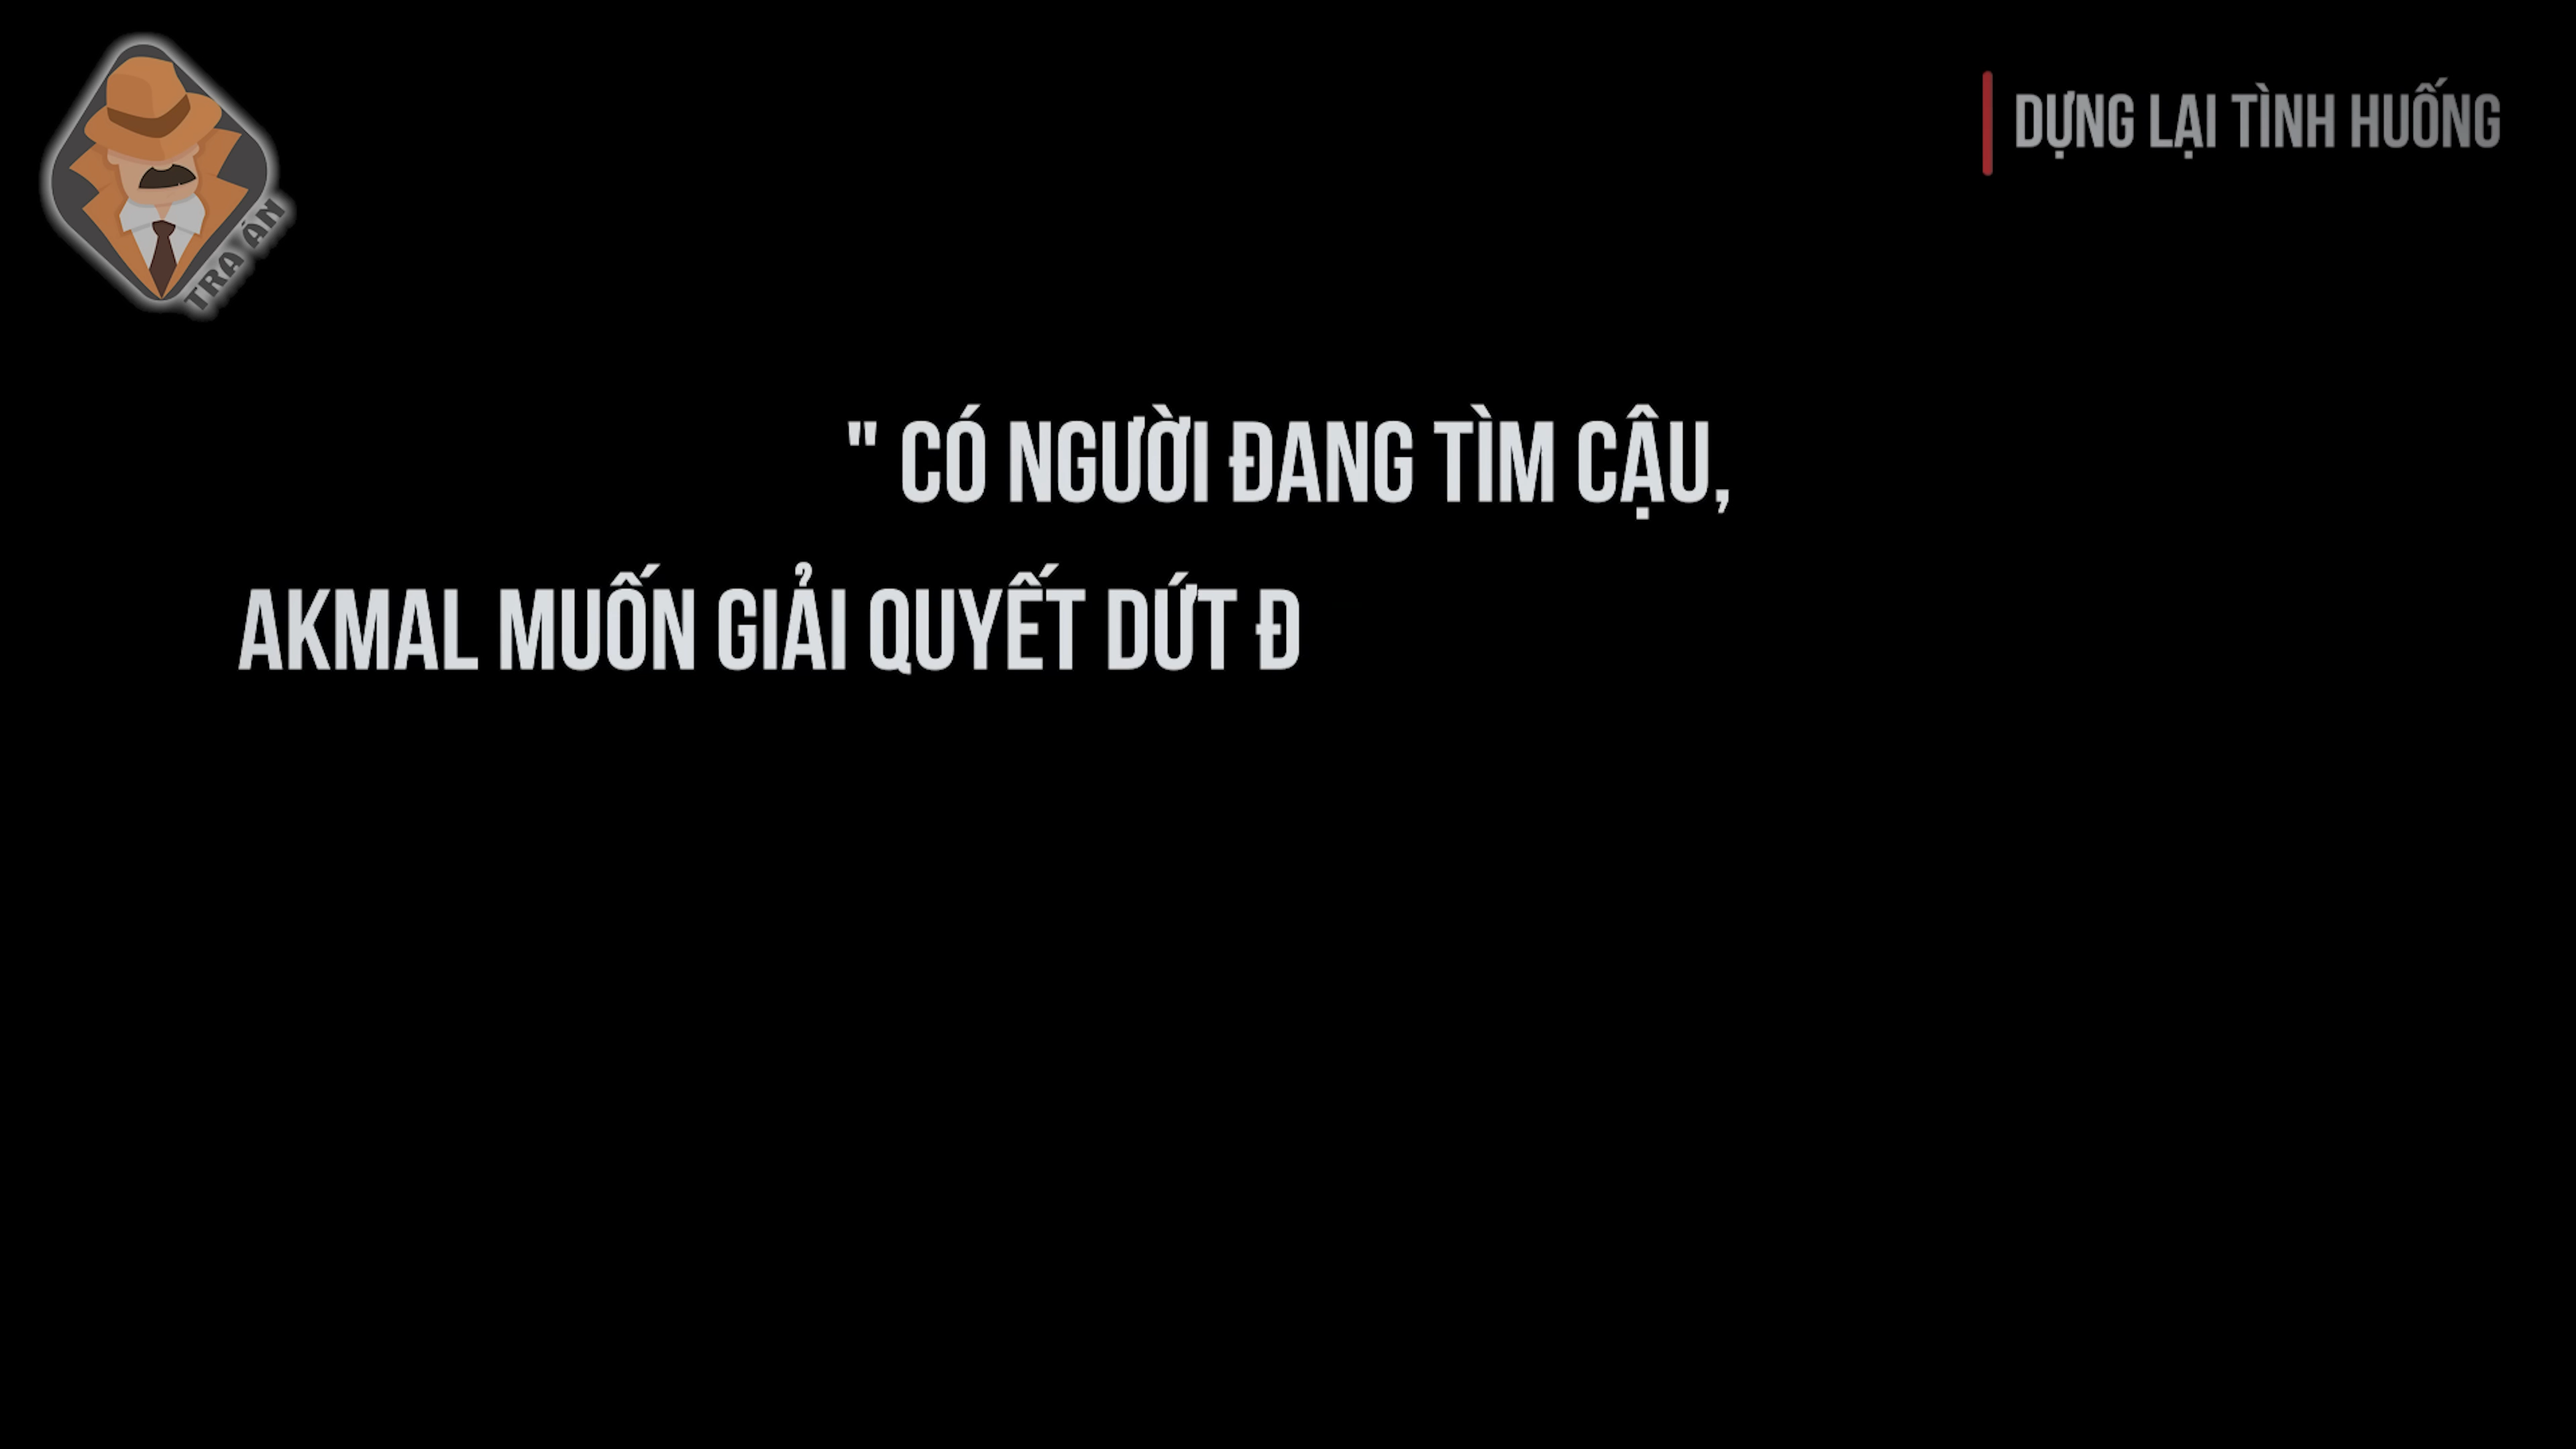 TRA ÁN
DỰNG LẠI TÌNH HUỐNG
" CÓ NGƯỜI ĐANG TÌM CẬU,
AKMAL MUỐN GIẢI QUYẾT DỨT Đ